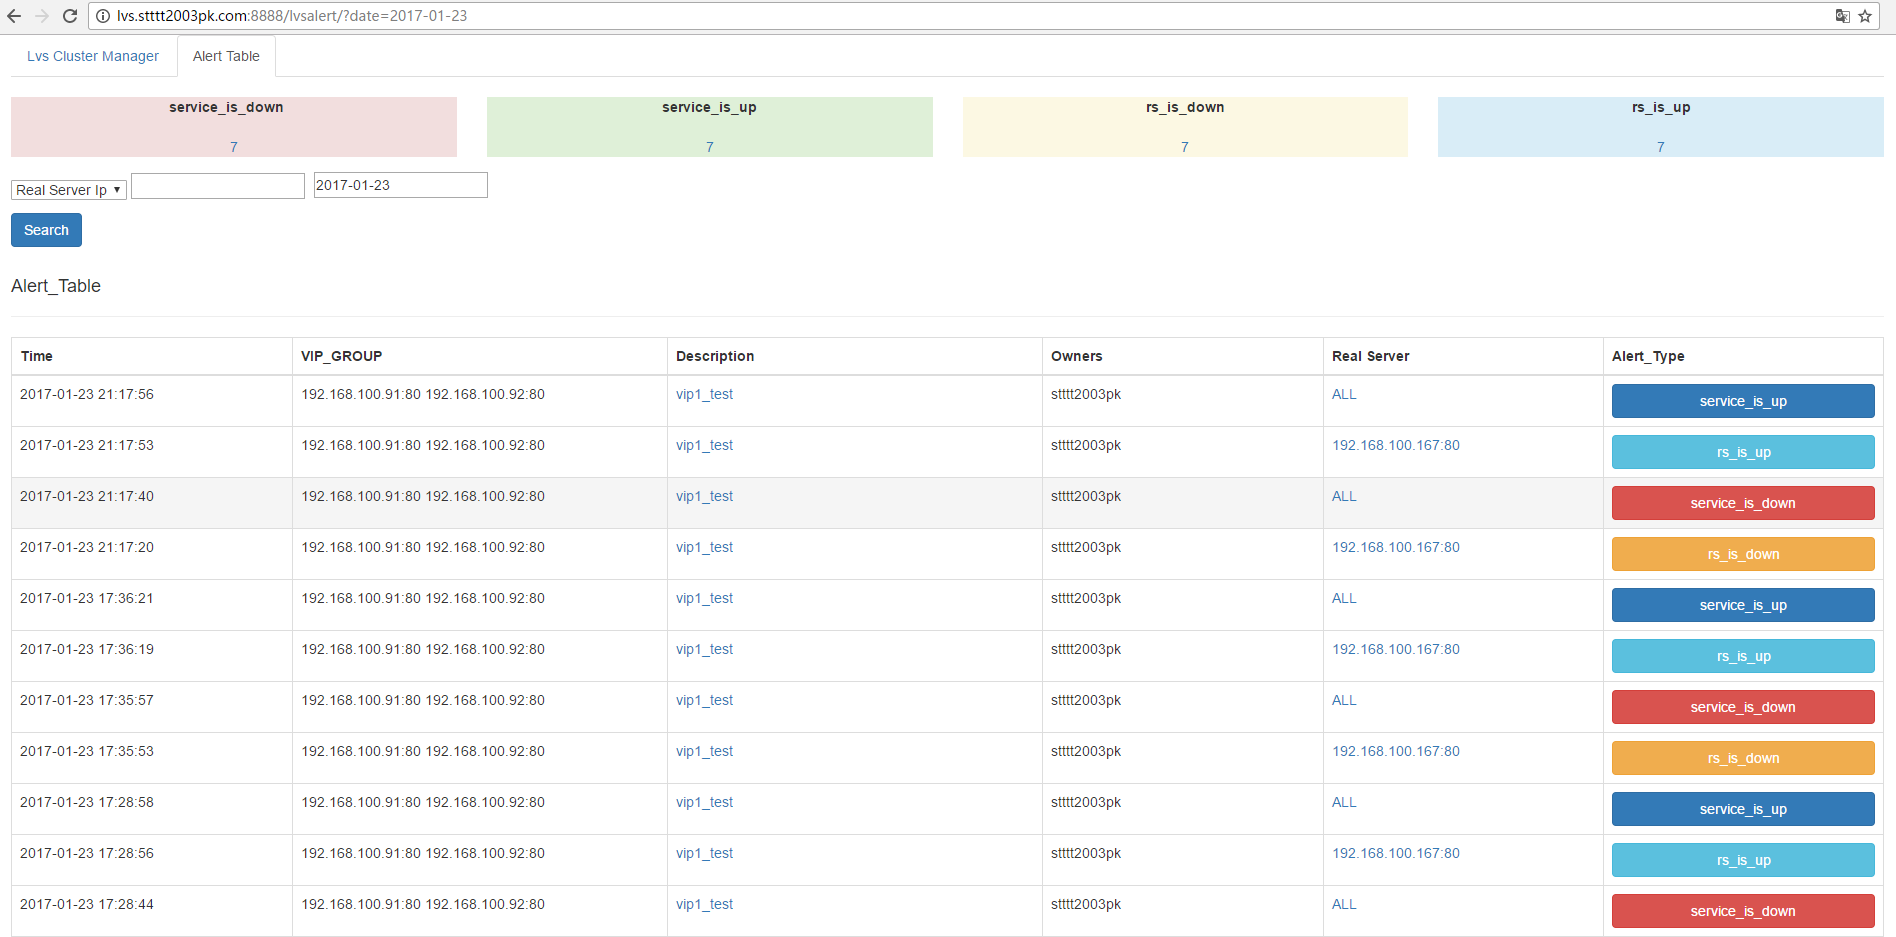 lvs.stttt2003pk.com:8888/lvsalert/?date=2017-01-23
Lvs Cluster Manager Alert Table
service_is_down service_is_up rs_is_down rs_is_up
7 7 7 7
Real Server Ip 2017-01-23
Search
Alert_Table
Time VIP_GROUP Description Owners Real Server Alert_Type
2017-01-23 21:17:56 192.168.100.91:80 192.168.100.92:80 vip1_test stttt2003pk ALL service_is_up
2017-01-23 21:17:53 192.168.100.91:80 192.168.100.92:80 vip1_test stttt2003pk 192.168.100.167:80 rs_is_up
2017-01-23 21:17:40 192.168.100.91:80 192.168.100.92:80 vip1_test stttt2003pk ALL service_is_down
2017-01-23 21:17:20 192.168.100.91:80 192.168.100.92:80 vip1_test stttt2003pk 192.168.100.167:80 rs_is_down
2017-01-23 17:36:21 192.168.100.91:80 192.168.100.92:80 vip1_test stttt2003pk ALL service_is_up
2017-01-23 17:36:19 192.168.100.91:80 192.168.100.92:80 vip1_test stttt2003pk 192.168.100.167:80 rs_is_up
2017-01-23 17:35:57 192.168.100.91:80 192.168.100.92:80 vip1_test stttt2003pk ALL service_is_down
2017-01-23 17:35:53 192.168.100.91:80 192.168.100.92:80 vip1_test stttt2003pk 192.168.100.167:80 rs_is_down
2017-01-23 17:28:58 192.168.100.91:80 192.168.100.92:80 vip1_test stttt2003pk ALL service_is_up
2017-01-23 17:28:56 192.168.100.91:80 192.168.100.92:80 vip1_test stttt2003pk 192.168.100.167:80 rs_is_up
2017-01-23 17:28:44 192.168.100.91:80 192.168.100.92:80 vip1_test stttt2003pk ALL service_is_down